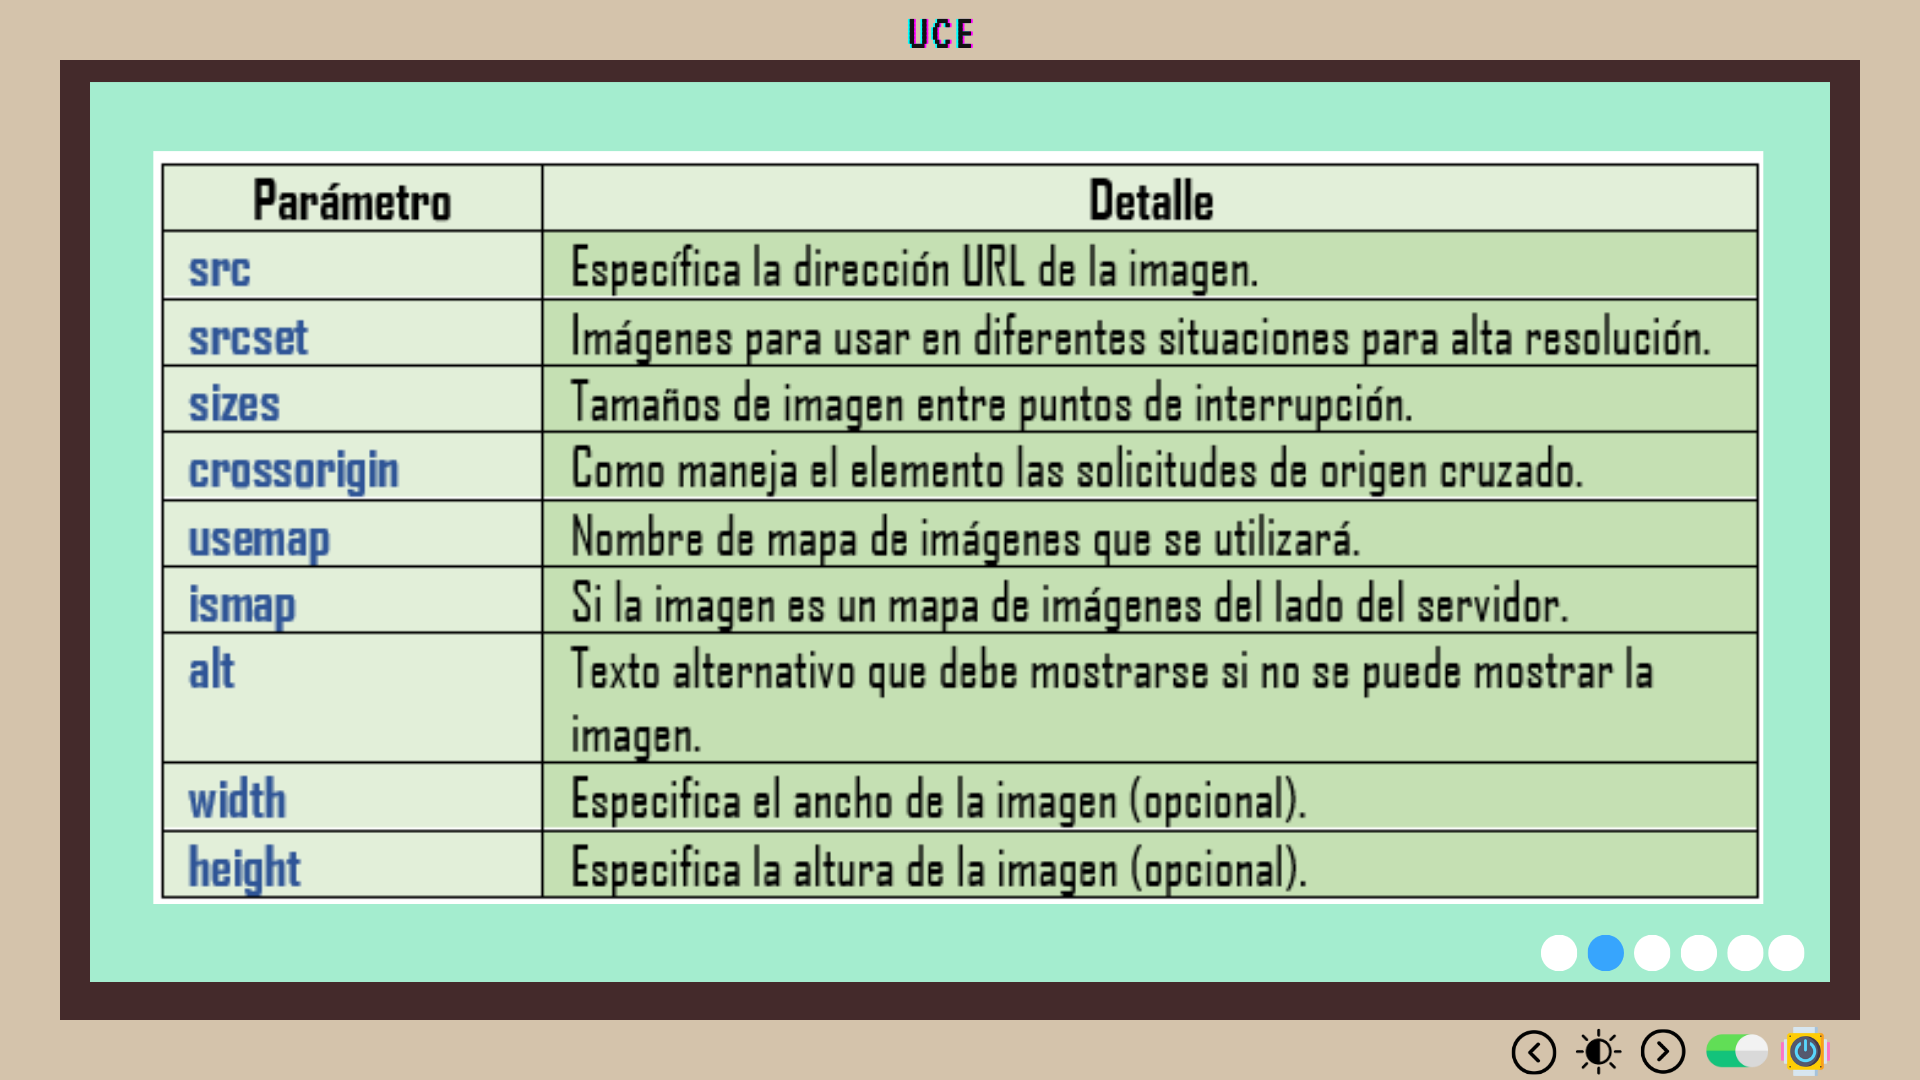 UCE
Parámetro Detalle
src Específica la dirección URL de la imagen.
srcset Imágenes para usar en diferentes situaciones para alta resolución.
sizes Tamaños de imagen entre puntos de interrupción.
crossorigin Como maneja el elemento las solicitudes de origen cruzado.
usemap Nombre de mapa de imágenes que se utilizará.
ismap Si la imagen es un mapa de imágenes del lado del servidor.
alt Texto alternativo que debe mostrarse si no se puede mostrar la
imagen.
width Especifica el ancho de la imagen (opcional).
height Especifica la altura de la imagen (opcional).